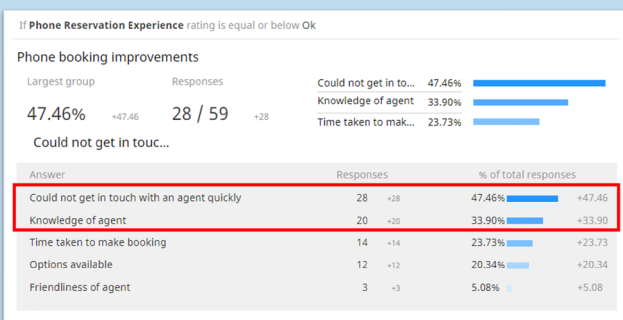 If Phone Reservation Experience rating is equal or below Ok
Phone booking improvements
Largest group Responses
47.46% +47.46 28 / 59 +28
Could not get in touc...
Could not get in to... 47.46%
Knowledge of agent 33.90%
Time taken to mak... 23.73%
Answer Responses % of total responses
Could not get in touch with an agent quickly 28 +28 47.46% +47.46
Knowledge of agent 20 +20 33.90% +33.90
Time taken to make booking 14 +14 23.73% +23.73
Options available 12 +12 20.34% +20.34
Friendliness of agent 3 +3 5.08% +5.08